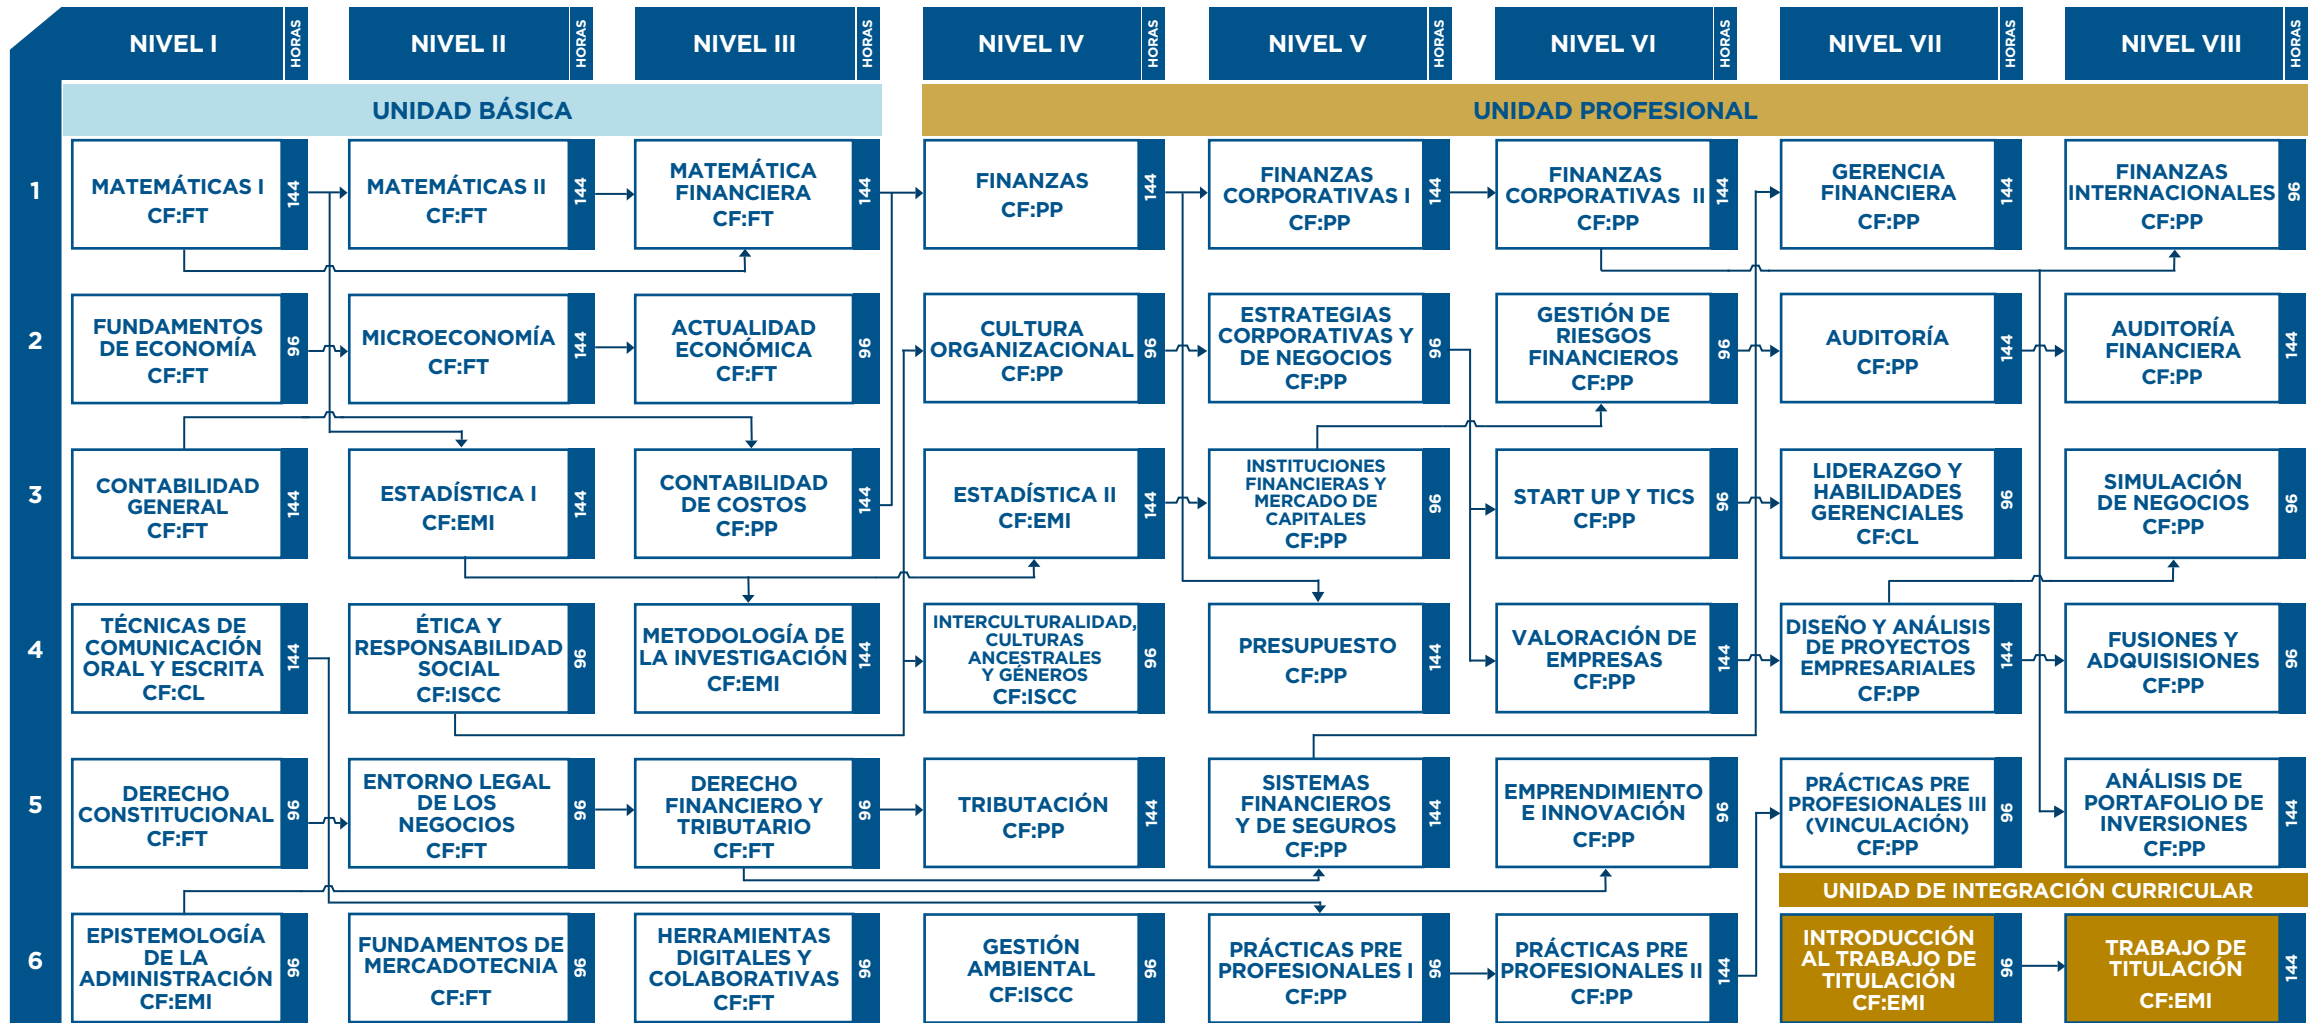 NIVEL I
HORAS
NIVEL II
HORAS
NIVEL III
HORAS
NIVEL IV
HORAS
NIVEL V
HORAS
NIVEL VI
HORAS
NIVEL VII
HORAS
NIVEL VIII
HORAS
UNIDAD BÁSICA
UNIDAD PROFESIONAL
1
MATEMÁTICAS I
CF:FT
144
MATEMÁTICAS II
CF:FT
144
MATEMÁTICA
FINANCIERA
CF:FT
144
FINANZAS
CF:PP
144
FINANZAS
CORPORATIVAS I
CF:PP
144
FINANZAS
CORPORATIVAS II
CF:PP
144
GERENCIA
FINANCIERA
CF:PP
144
FINANZAS
INTERNACIONALES
CF:PP
96
2
FUNDAMENTOS
DE ECONOMÍA
CF:FT
96
MICROECONOMÍA
CF:FT
144
ACTUALIDAD
ECONÓMICA
CF:FT
96
CULTURA
ORGANIZACIONAL
CF:PP
96
ESTRATEGIAS
CORPORATIVAS Y
DE NEGOCIOS
CF:PP
96
GESTIÓN DE
RIESGOS
FINANCIEROS
CF:PP
96
AUDITORÍA
CF:PP
144
AUDITORÍA
FINANCIERA
CF:PP
144
3
CONTABILIDAD
GENERAL
CF:FT
144
ESTADÍSTICA I
CF:EMI
144
CONTABILIDAD
DE COSTOS
CF:PP
144
ESTADÍSTICA II
CF:EMI
144
INSTITUCIONES
FINANCIERAS Y
MERCADO DE
CAPITALES
CF:PP
96
START UP Y TICS
CF:PP
96
LIDERAZGO Y
HABILIDADES
GERENCIALES
CF:CL
96
SIMULACIÓN
DE NEGOCIOS
CF:PP
96
4
TÉCNICAS DE
COMUNICACIÓN
ORAL Y ESCRITA
CF:CL
144
ÉTICA Y
RESPONSABILIDAD
SOCIAL
CF:ISCC
96
METODOLOGÍA DE
LA INVESTIGACIÓN
CF:EMI
144
INTERCULTURALIDAD,
CULTURAS
ANCESTRALES
Y GÉNEROS
CF:ISCC
96
PRESUPUESTO
CF:PP
144
VALORACIÓN DE
EMPRESAS
CF:PP
144
DISEÑO Y ANÁLISIS
DE PROYECTOS
EMPRESARIALES
CF:PP
144
FUSIONES Y
ADQUISISIONES
CF:PP
96
5
DERECHO
CONSTITUCIONAL
CF:FT
96
ENTORNO LEGAL
DE LOS
NEGOCIOS
CF:FT
96
DERECHO
FINANCIERO Y
TRIBUTARIO
CF:FT
96
TRIBUTACIÓN
CF:PP
144
SISTEMAS
FINANCIEROS
Y DE SEGUROS
CF:PP
144
EMPRENDIMIENTO
E INNOVACIÓN
CF:PP
96
PRÁCTICAS PRE
PROFESIONALES III
(VINCULACIÓN)
CF:PP
96
ANÁLISIS DE
PORTAFOLIO DE
INVERSIONES
CF:PP
144
UNIDAD DE INTEGRACIÓN CURRICULAR
6
EPISTEMOLOGÍA
DE LA
ADMINISTRACIÓN
CF:EMI
96
FUNDAMENTOS DE
MERCADOTECNIA
CF:FT
96
HERRAMIENTAS
DIGITALES Y
COLABORATIVAS
CF:FT
96
GESTIÓN
AMBIENTAL
CF:ISCC
96
PRÁCTICAS PRE
PROFESIONALES I
CF:PP
96
PRÁCTICAS PRE
PROFESIONALES II
CF:PP
144
INTRODUCCIÓN
AL TRABAJO DE
TITULACIÓN
CF:EMI
96
TRABAJO DE
TITULACIÓN
CF:EMI
144